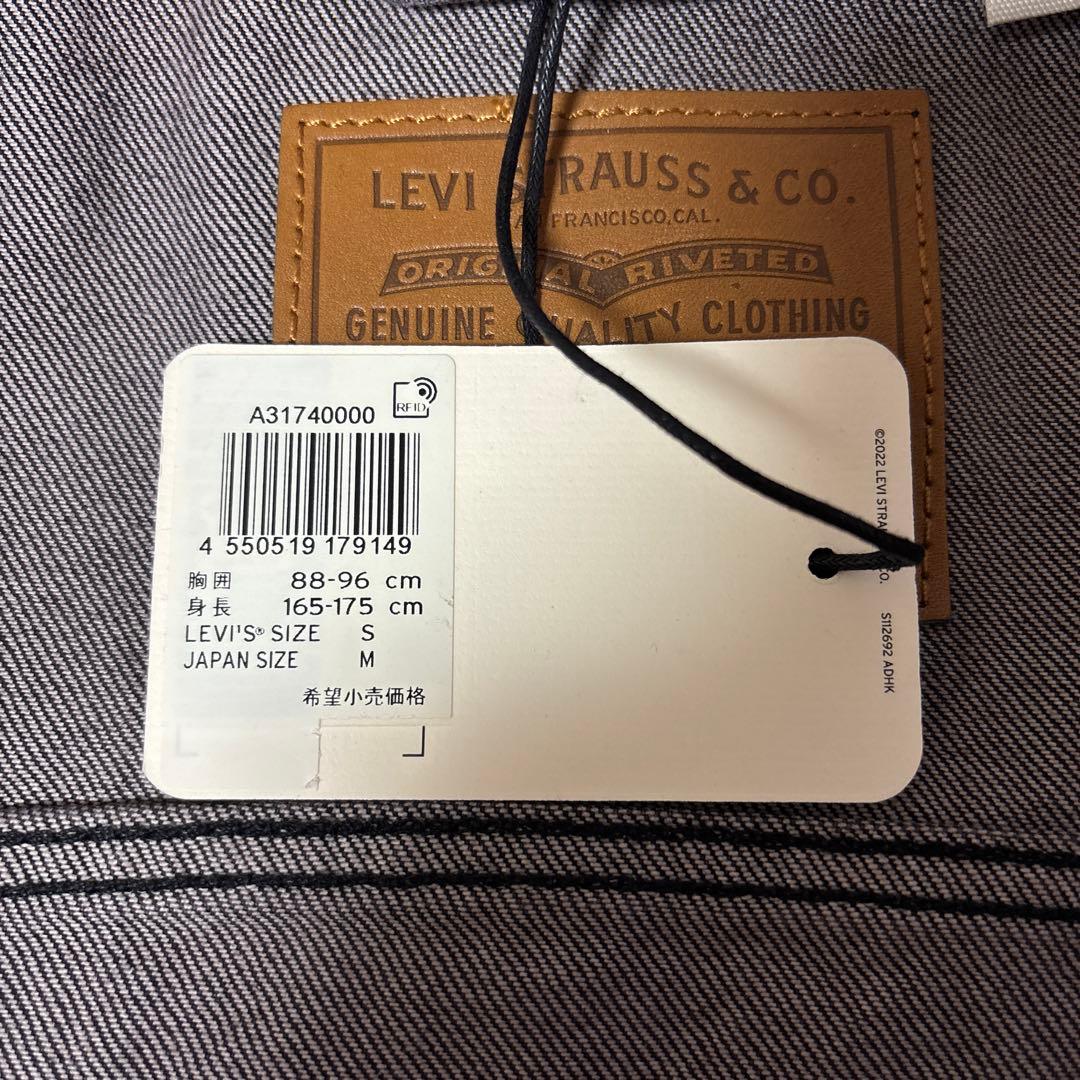 LEVI STRAUSS & CO.
FRANCISCO, CAL.
ORIGINAL RIVETED
GENUINE QUALITY CLOTHING
RFID
A31740000
4 550519 179149
胸囲 88-96 cm
身長 165-175 cm
LEVI'S® SIZE S
JAPAN SIZE M
希望小売価格
©2022 LEVI STRAUSS & CO. S112692 ADHK